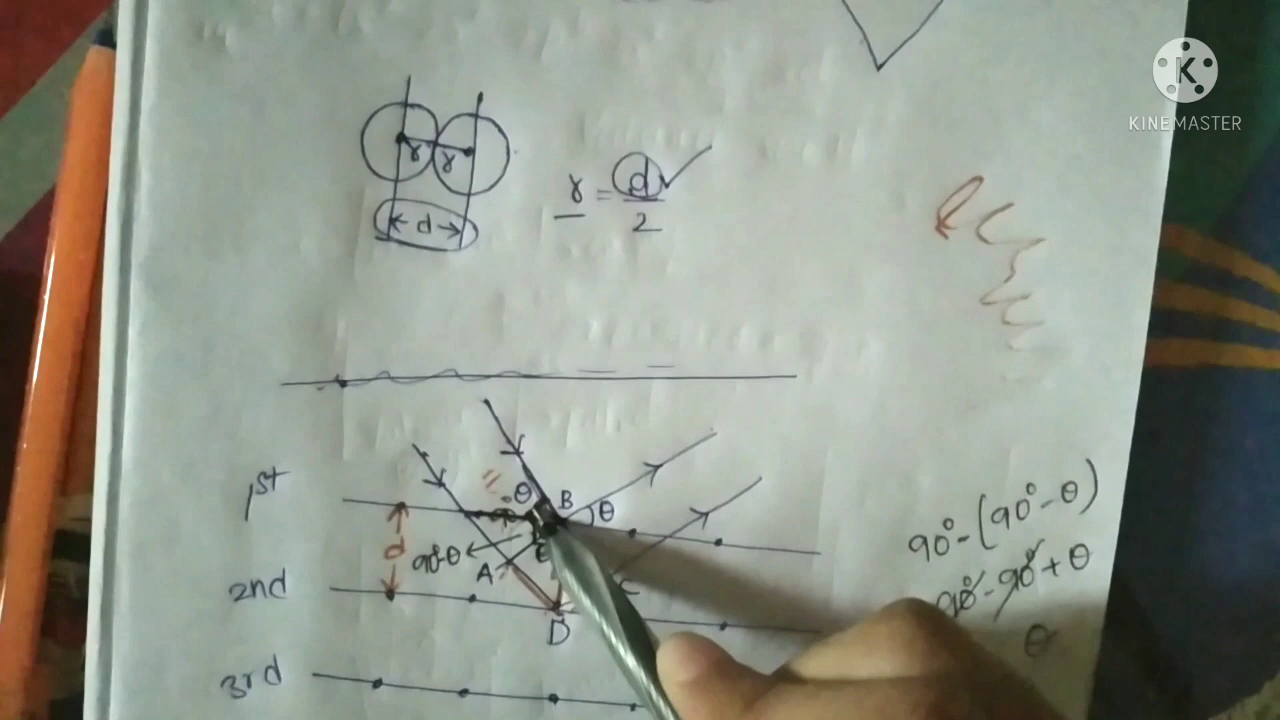 K
KINEMASTER
r r
r = d/2
d
1st
θ B θ
d
90-θ
A
2nd
C
D
3rd
90°-(90°-θ)
90°-90°+θ
θ